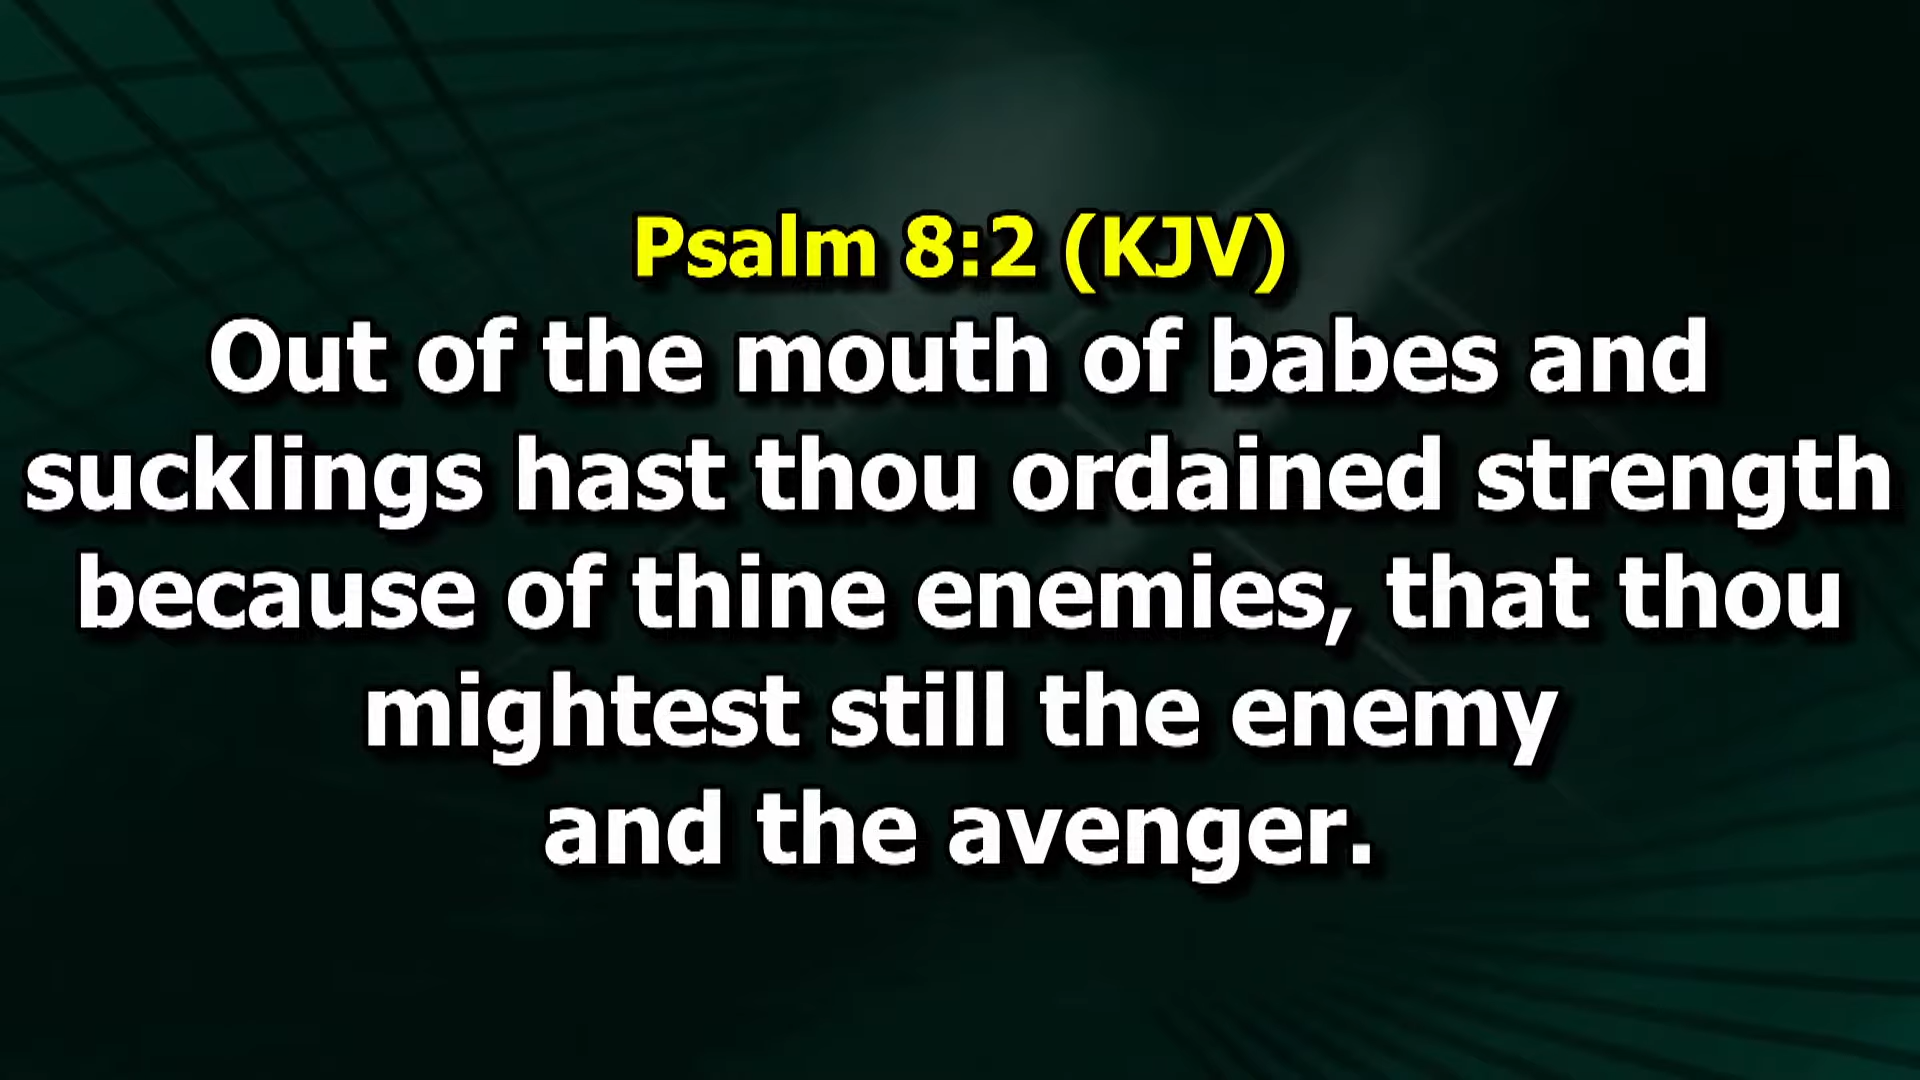 Psalm 8:2 (KJV)
Out of the mouth of babes and
sucklings hast thou ordained strength
because of thine enemies, that thou
mightest still the enemy
and the avenger.